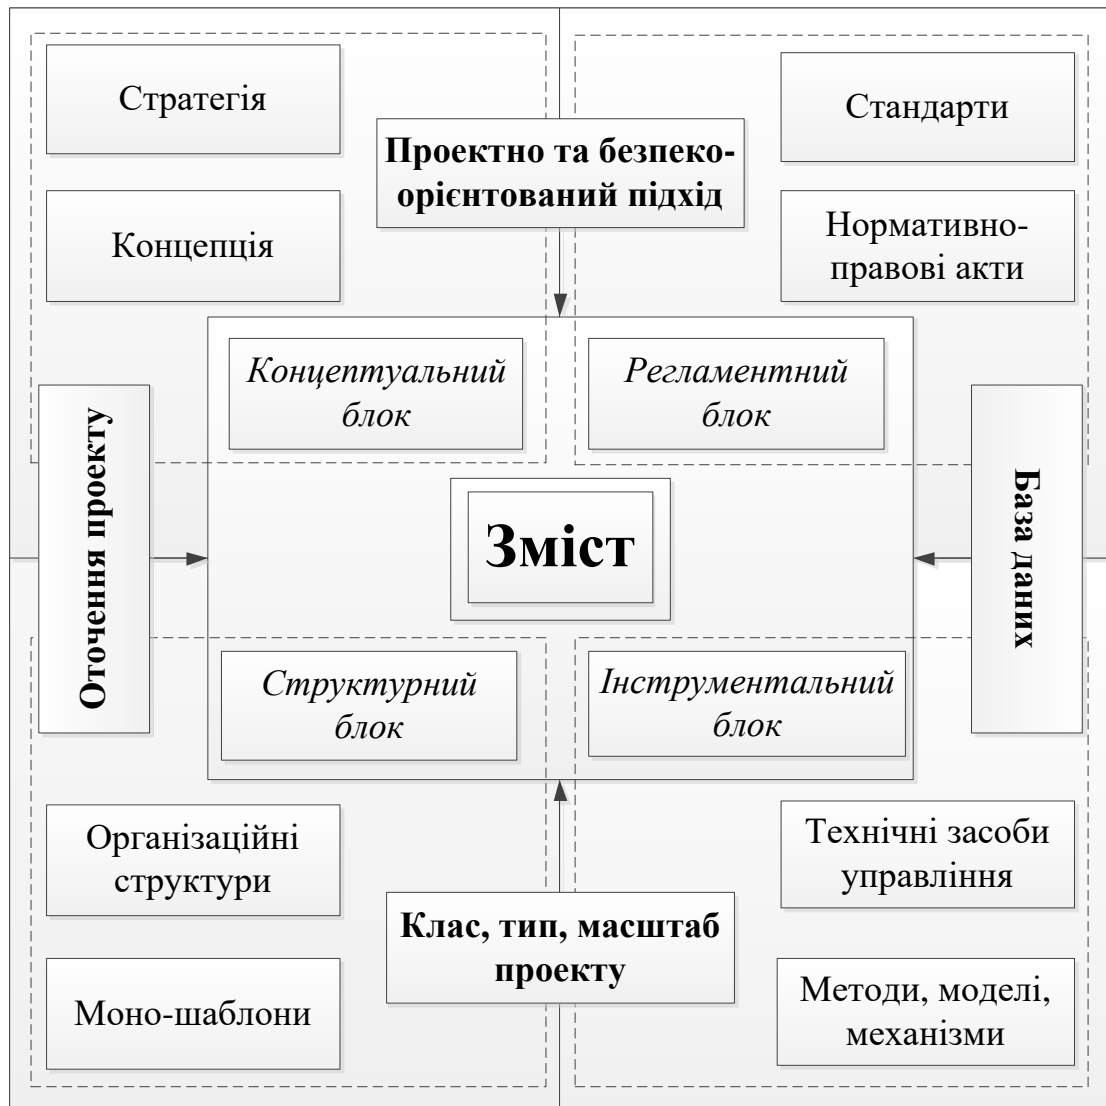 Стратегія
Стандарти
Проектно та безпеко-
орієнтований підхід
Концепція
Нормативно-
правові акти
Концептуальний
блок
Регламентний
блок
Оточення проекту
Зміст
База даних
Структурний
блок
Інструментальний
блок
Організаційні
структури
Технічні засоби
управління
Клас, тип, масштаб
проекту
Моно-шаблони
Методи, моделі,
механізми